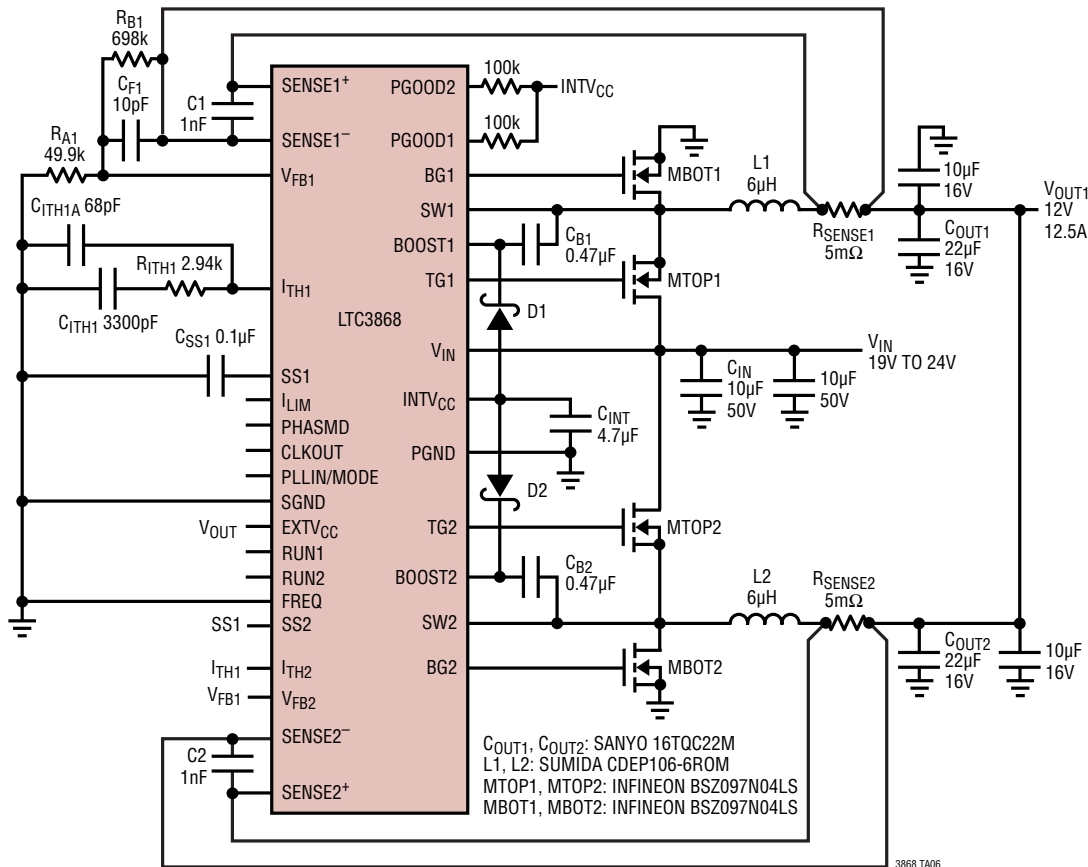 RB1
698k
CF1
10pF
C1
1nF
RA1
49.9k
CITH1A 68pF
RITH1 2.94k
CITH1 3300pF
CSS1 0.1µF
VOUT
SS1
ITH1
VFB1
C2
1nF
SENSE1+
SENSE1–
VFB1
ITH1
LTC3868
SS1
ILIM
PHASMD
CLKOUT
PLLIN/MODE
SGND
EXTVCC
RUN1
RUN2
FREQ
SS2
ITH2
VFB2
SENSE2–
SENSE2+
PGOOD2
PGOOD1
BG1
SW1
BOOST1
TG1
VIN
INTVCC
PGND
TG2
BOOST2
SW2
BG2
100k
INTVCC
100k
MBOT1
L1
6µH
CB1
0.47µF
MTOP1
D1
RSENSE1
5mΩ
10µF
16V
VOUT1
12V
12.5A
COUT1
22µF
16V
VIN
19V TO 24V
CIN
10µF
50V
10µF
50V
CINT
4.7µF
D2
MTOP2
CB2
0.47µF
L2
6µH
RSENSE2
5mΩ
MBOT2
COUT2
22µF
16V
10µF
16V
COUT1, COUT2: SANYO 16TQC22M
L1, L2: SUMIDA CDEP106-6ROM
MTOP1, MTOP2: INFINEON BSZ097N04LS
MBOT1, MBOT2: INFINEON BSZ097N04LS
3868 TA06